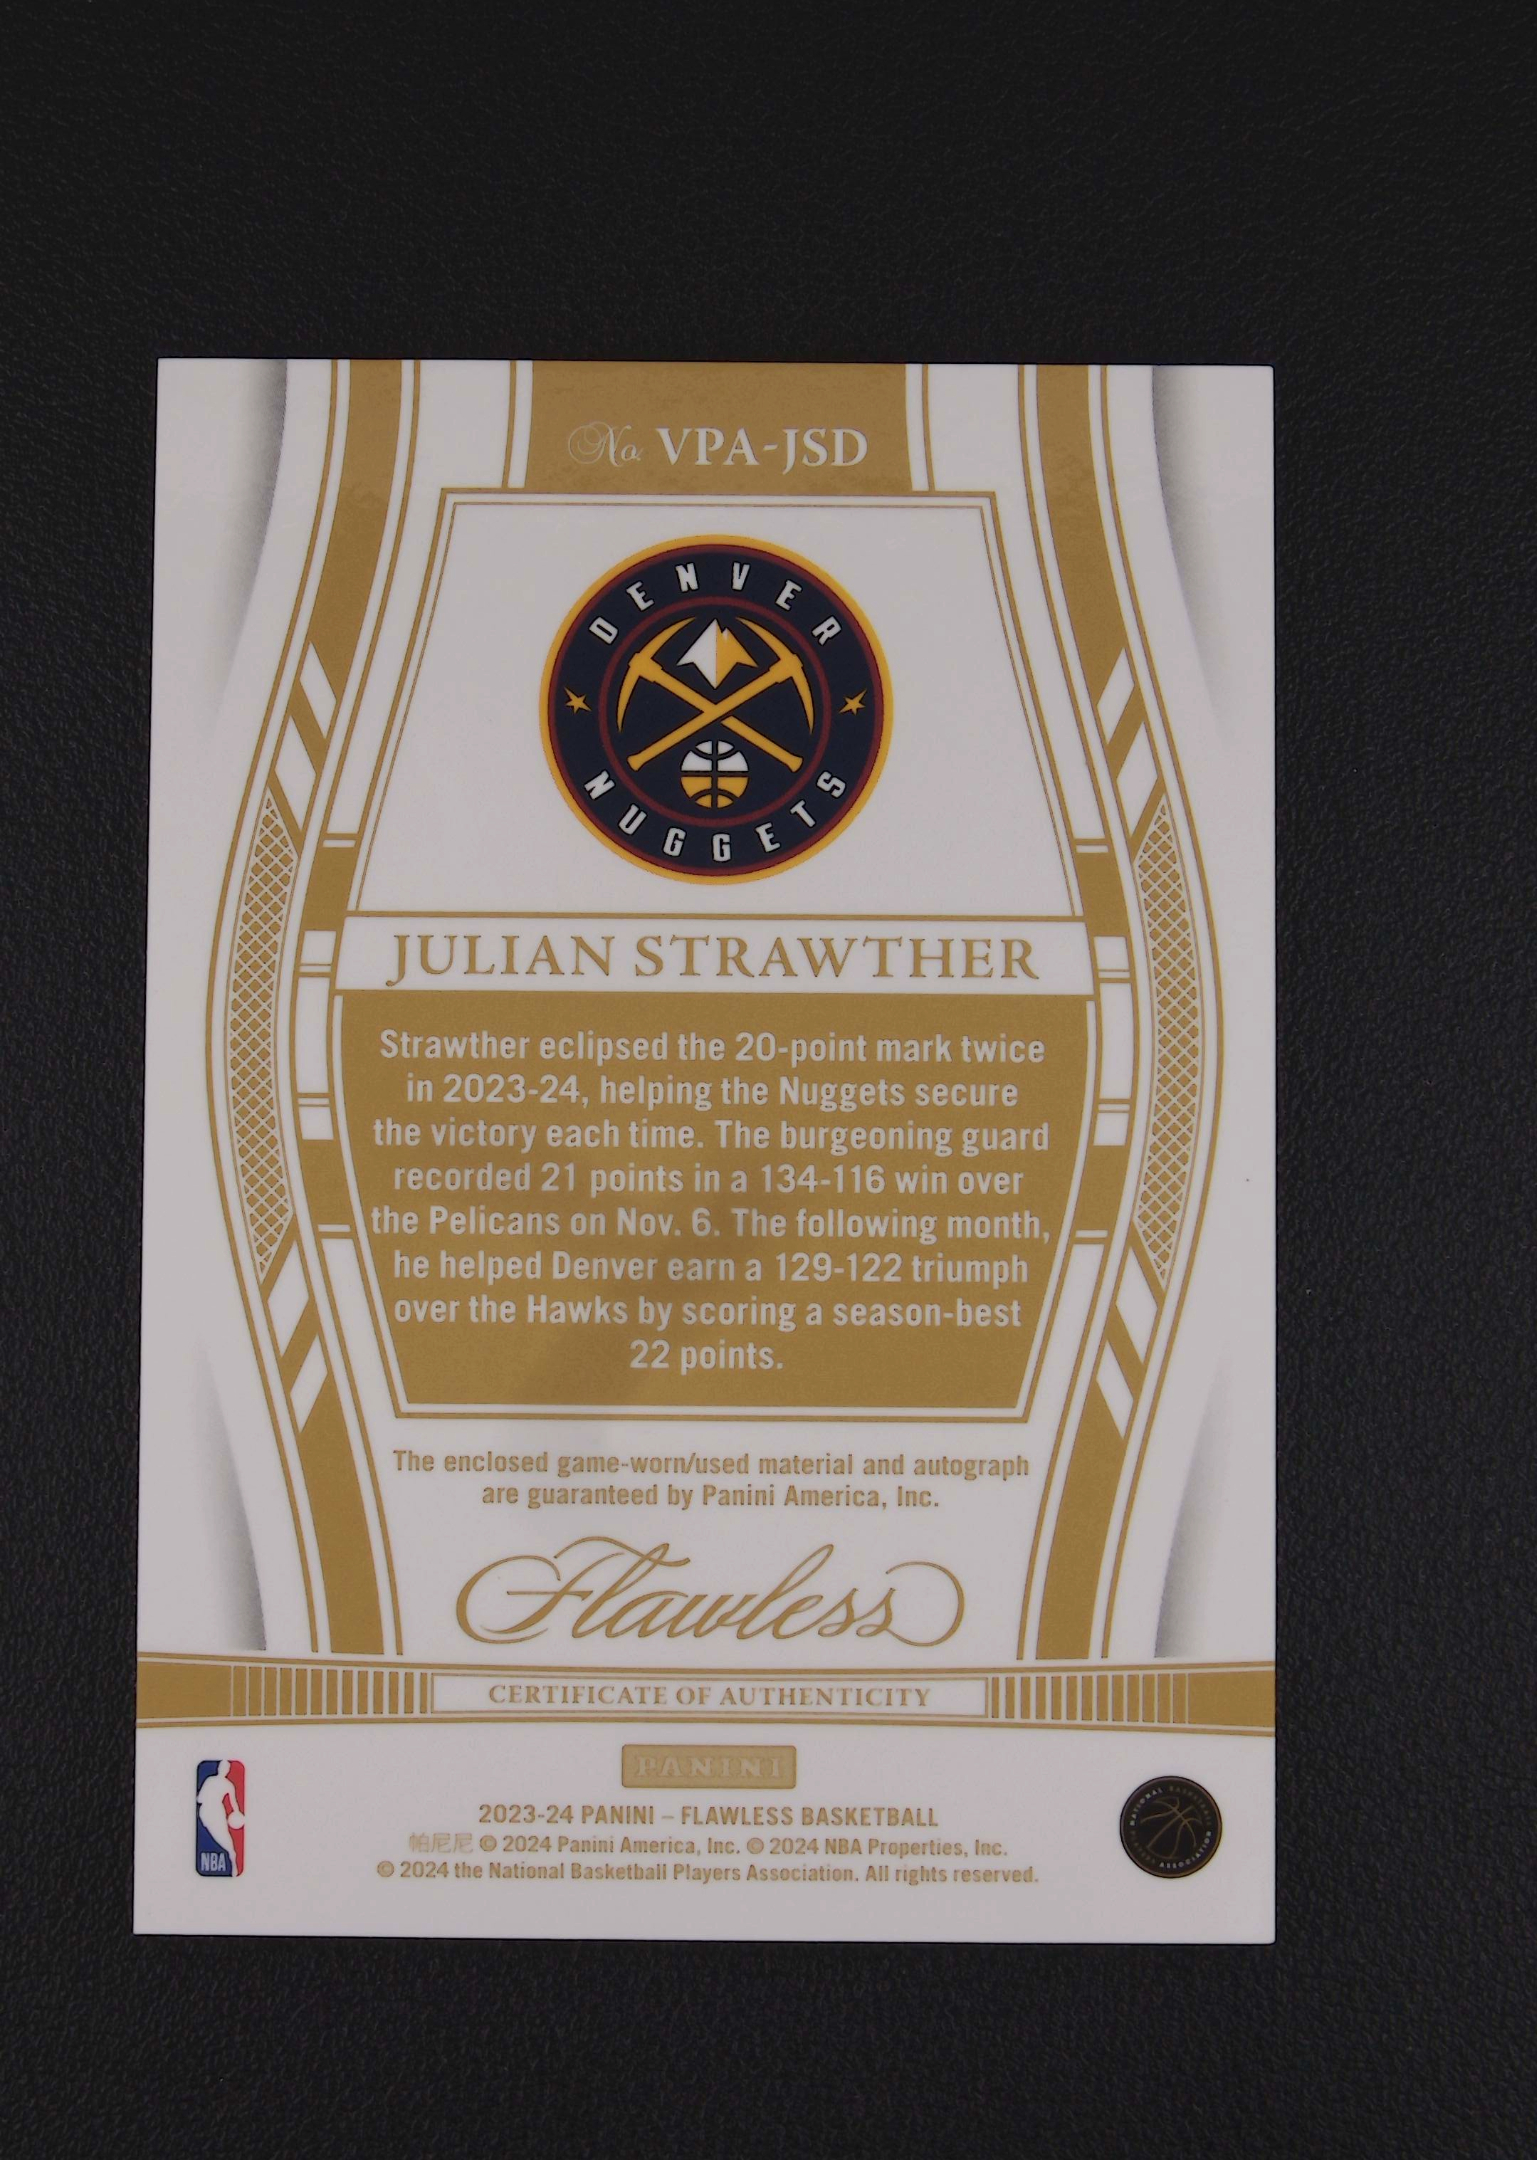 No. VPA-JSD
DENVER
NUGGETS
JULIAN STRAWTHER
Strawther eclipsed the 20-point mark twice
in 2023-24, helping the Nuggets secure
the victory each time. The burgeoning guard
recorded 21 points in a 134-116 win over
the Pelicans on Nov. 6. The following month,
he helped Denver earn a 129-122 triumph
over the Hawks by scoring a season-best
22 points.
The enclosed game-worn/used material and autograph
are guaranteed by Panini America, Inc.
Flawless
CERTIFICATE OF AUTHENTICITY
PANINI
2023-24 PANINI – FLAWLESS BASKETBALL
帕尼尼 © 2024 Panini America, Inc. © 2024 NBA Properties, Inc.
© 2024 the National Basketball Players Association. All rights reserved.
NBA
NATIONAL BASKETBALL
PLAYERS ASSOCIATION